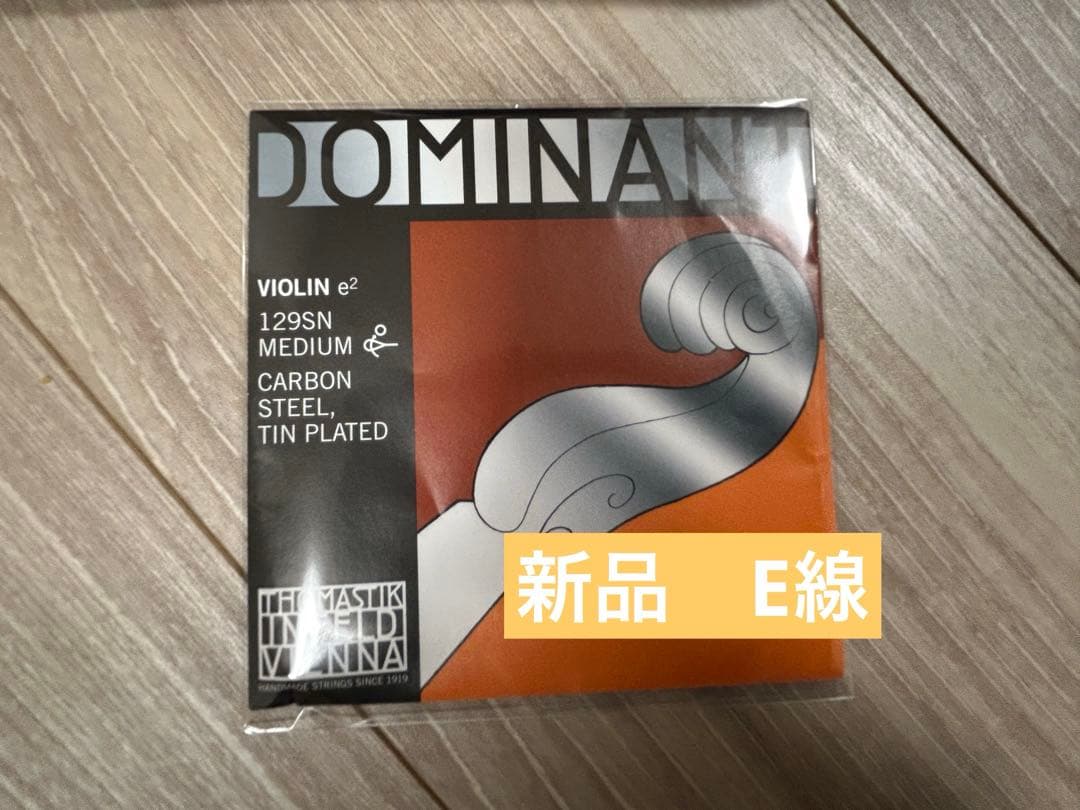 DOMINANT
VIOLIN e²
129SN
MEDIUM
CARBON
STEEL,
TIN PLATED
新品 E線
THOMASTIK
INFELD
VIENNA
HANDMADE STRINGS SINCE 1919